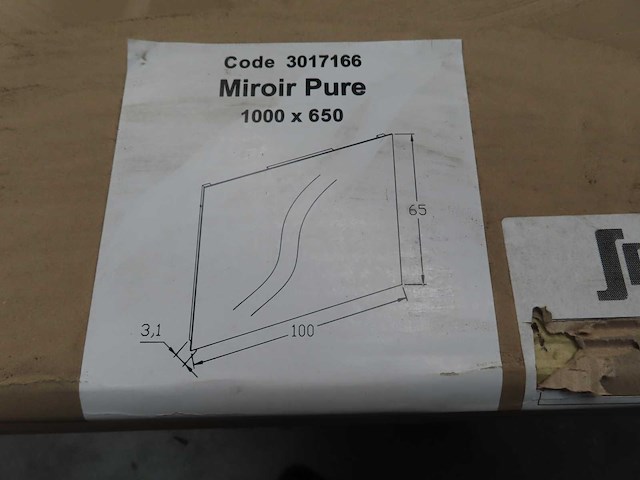 Code 3017166
Miroir Pure
1000 x 650
65
100
3,1